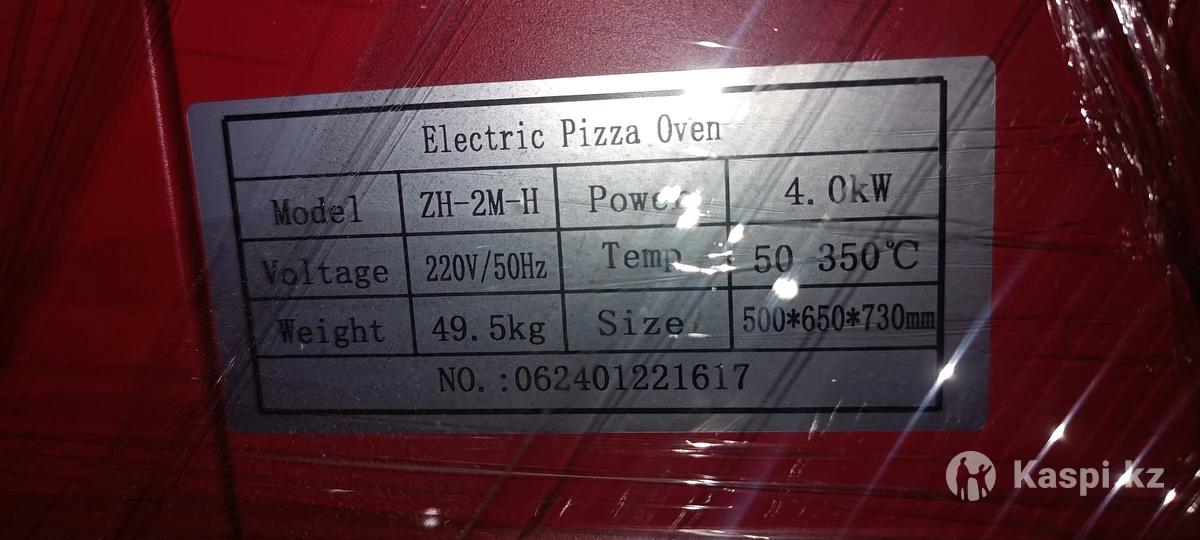 Electric Pizza Oven
Model ZH-2M-H Power 4.0kW
Voltage 220V/50Hz Temp 50 350℃
Weight 49.5kg Size 500*650*730mm
NO.:062401221617
Kaspi.kz